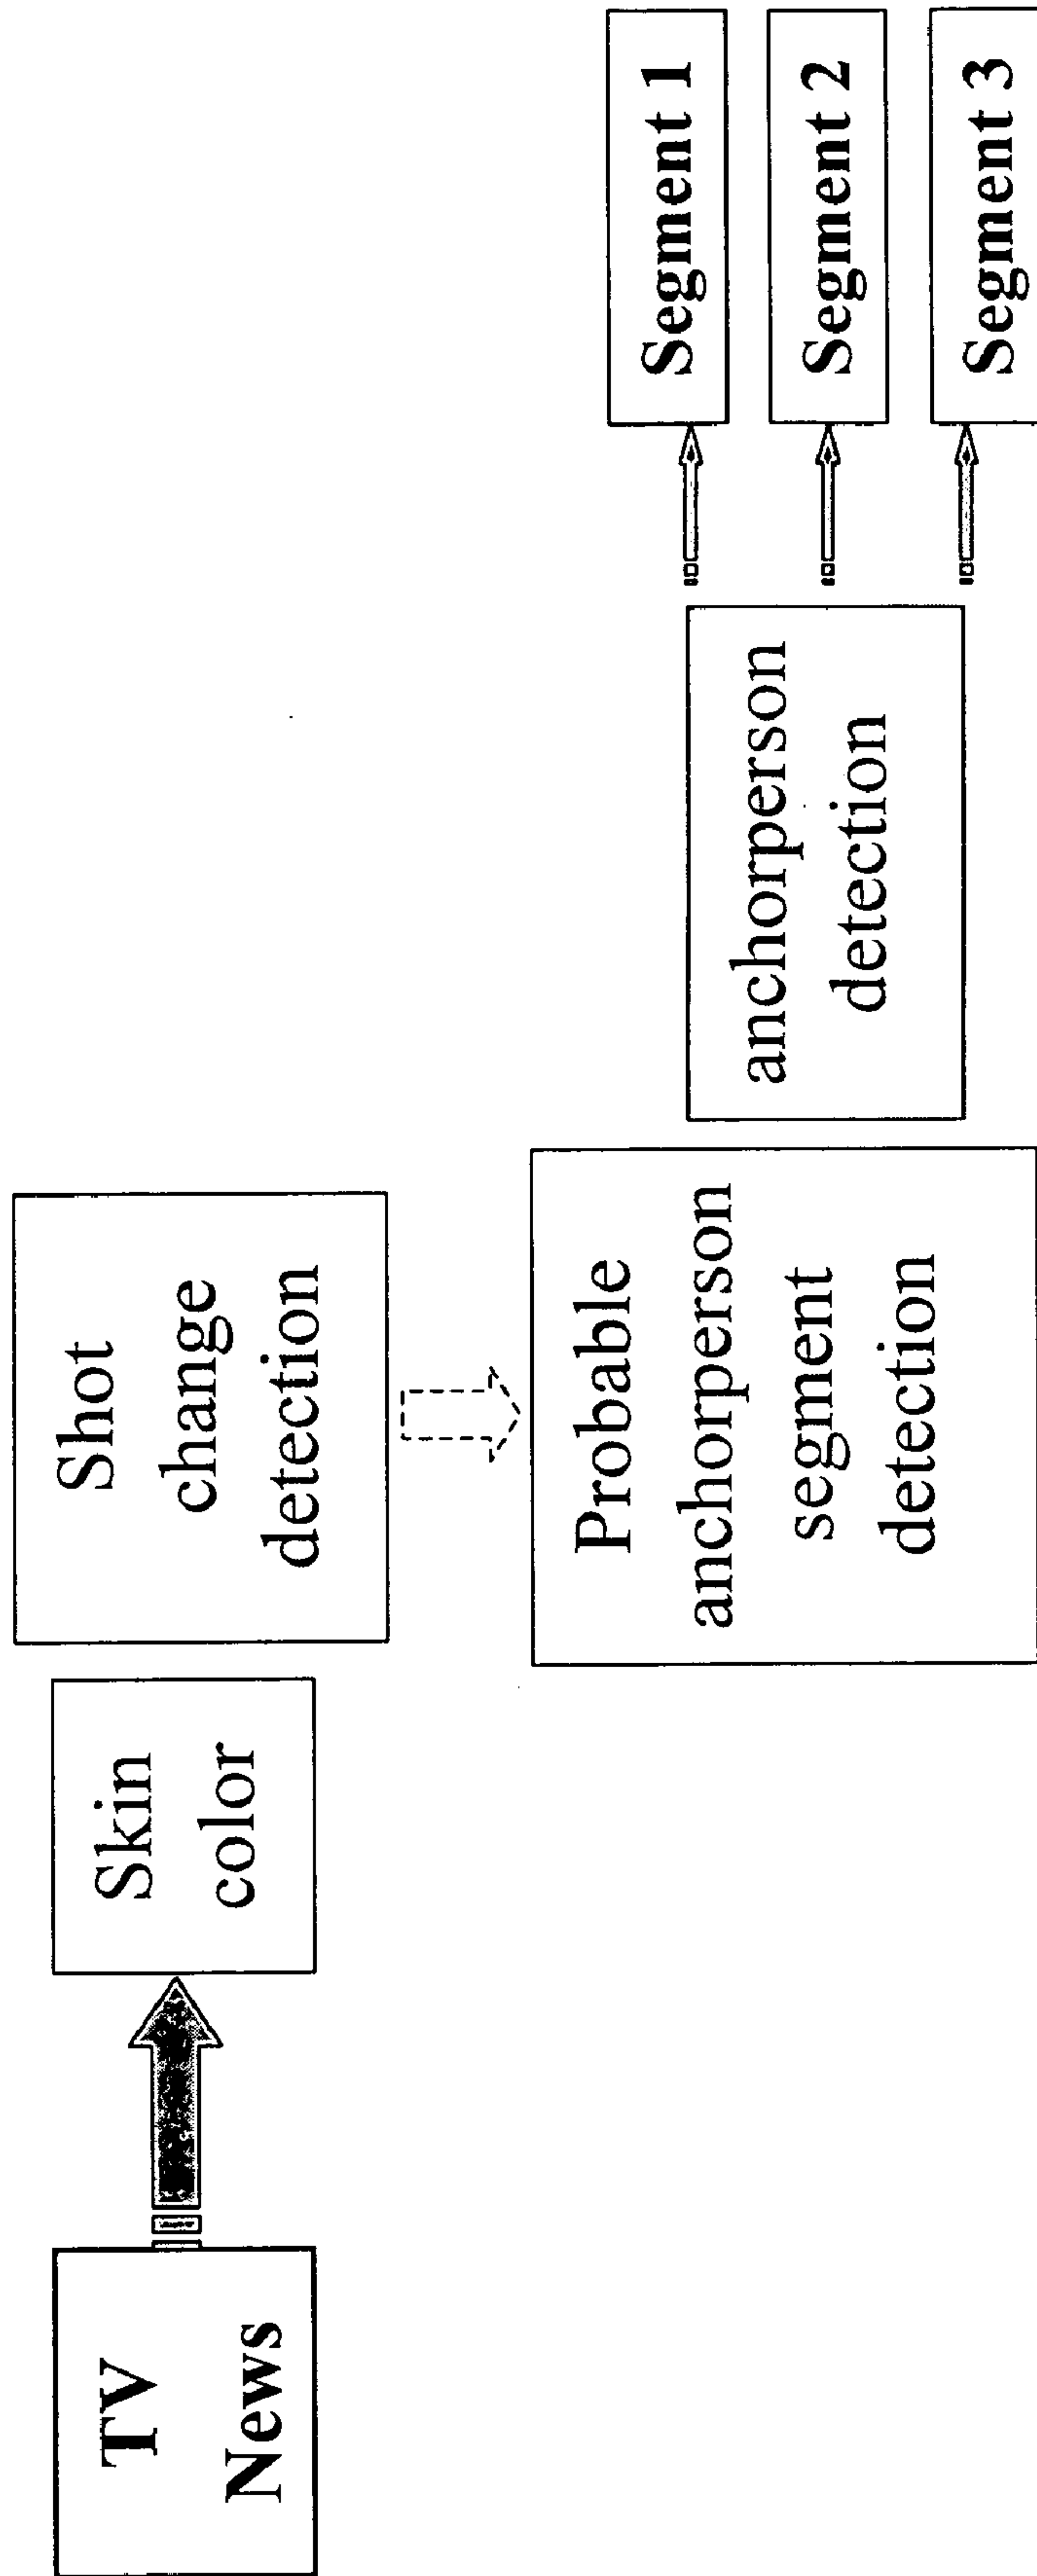 TV
News
Skin
color
Shot
change
detection
Probable
anchorperson
segment
detection
anchorperson
detection
Segment 1
Segment 2
Segment 3